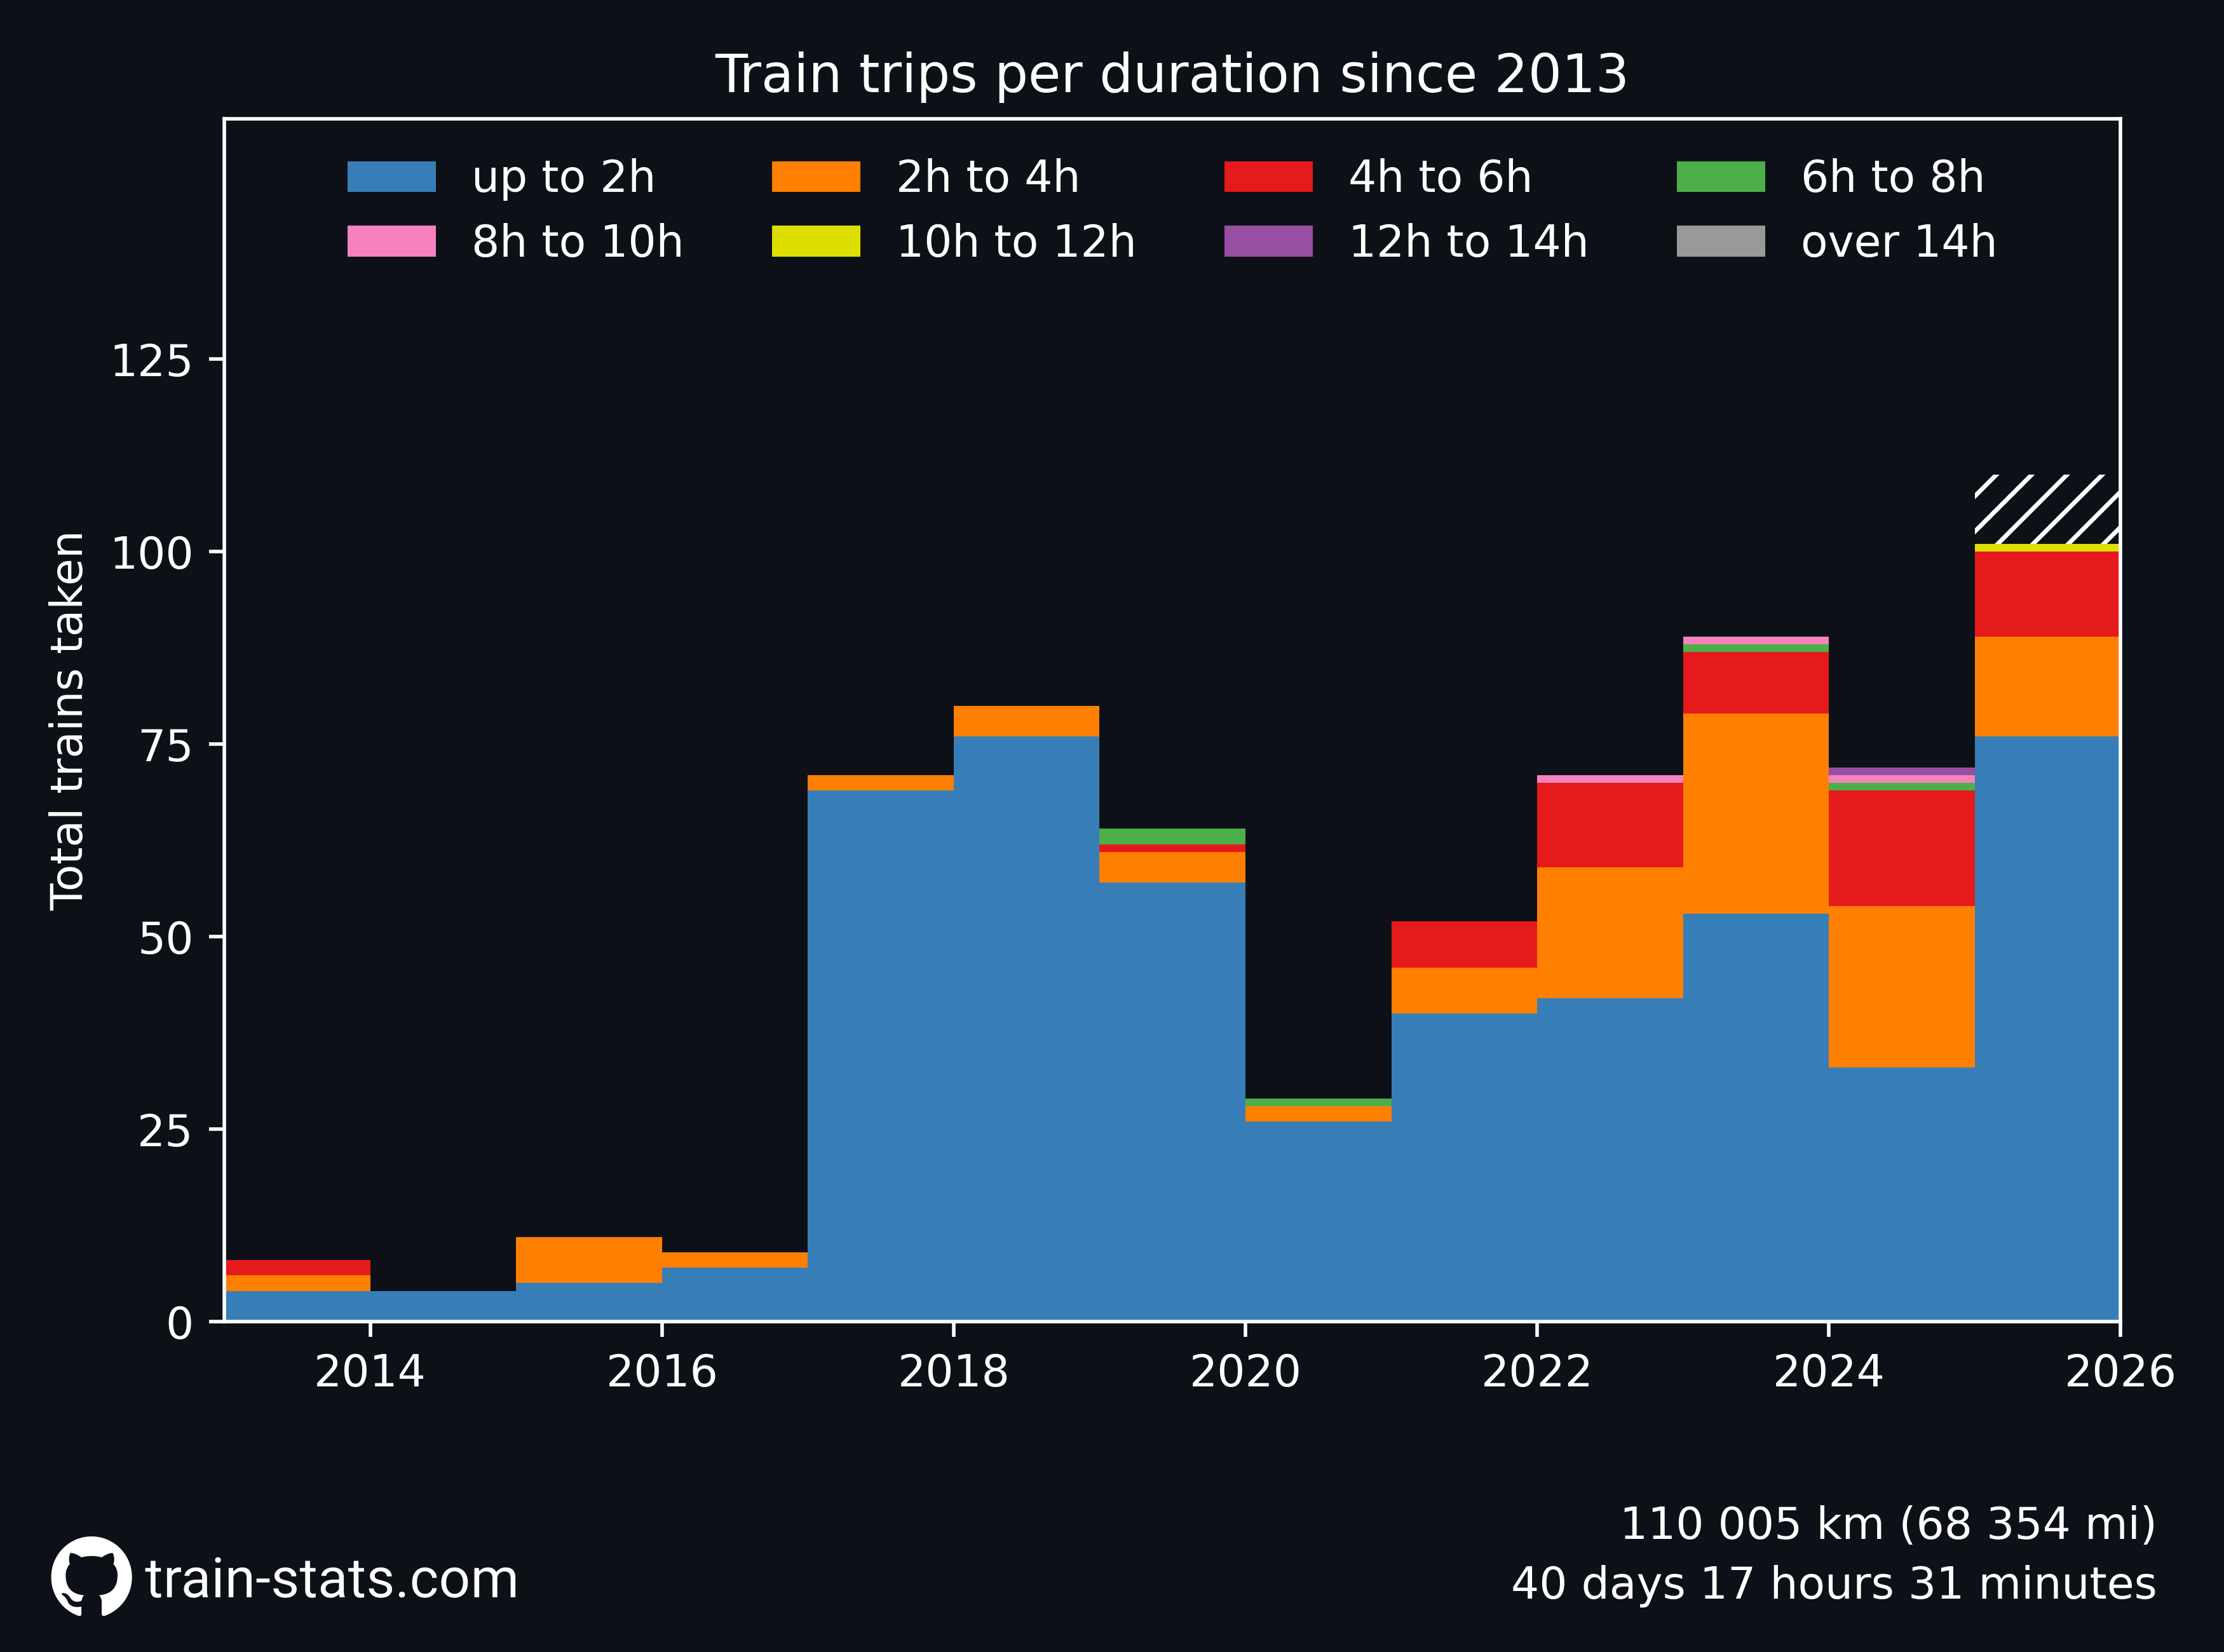 Train trips per duration since 2013
up to 2h 2h to 4h 4h to 6h 6h to 8h
8h to 10h 10h to 12h 12h to 14h over 14h
Total trains taken
125
100
75
50
25
0
2014 2016 2018 2020 2022 2024 2026
110 005 km (68 354 mi)
40 days 17 hours 31 minutes
train-stats.com